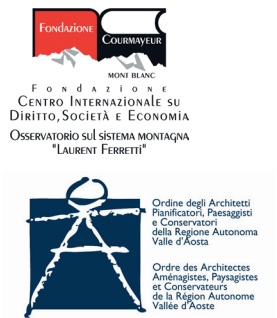 FONDAZIONE
COURMAYEUR
MONT BLANC
Fondazione
CENTRO INTERNAZIONALE SU
DIRITTO, SOCIETÀ E ECONOMIA
OSSERVATORIO SUL SISTEMA MONTAGNA
"LAURENT FERRETTI"
Ordine degli Architetti
Pianificatori, Paesaggisti
e Conservatori
della Regione Autonoma
Valle d'Aosta
Ordre des Architectes
Aménagistes, Paysagistes
et Conservateurs
de la Région Autonome
Vallée d'Aoste